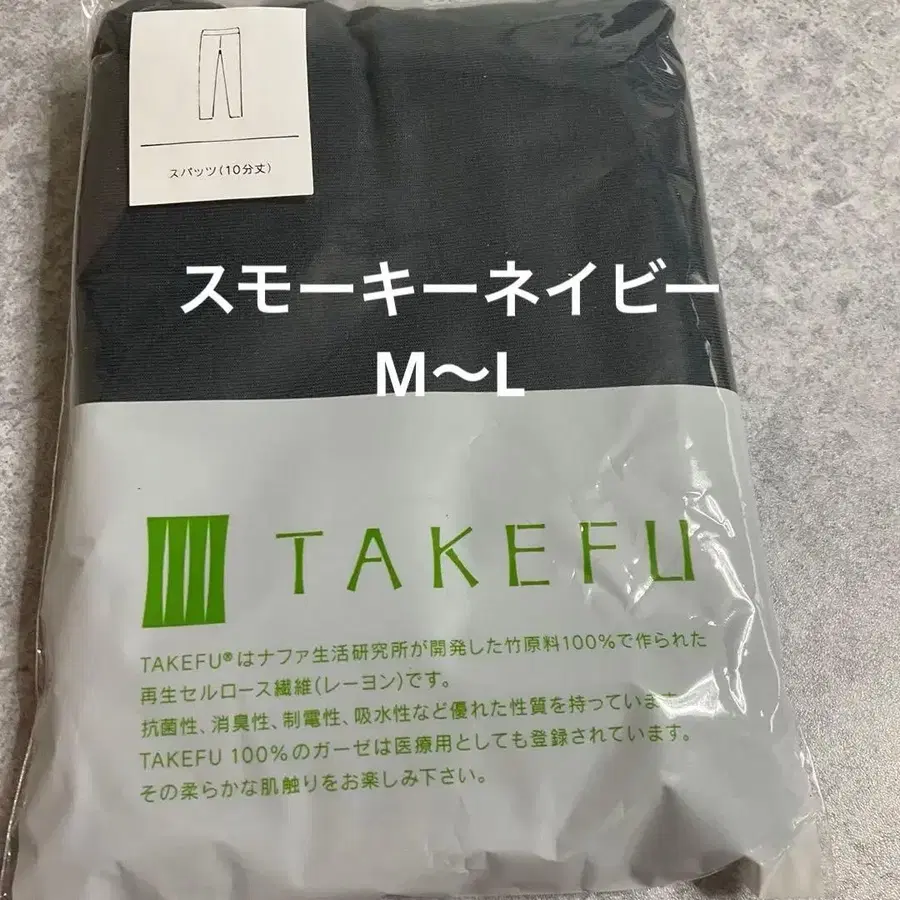 スパッツ(10分丈)
スモーキーネイビー
M〜L
TAKEFU
TAKEFU®はナファ生活研究所が開発した竹原料100%で作られた
再生セルロース繊維(レーヨン)です。
抗菌性、消臭性、制電性、吸水性など優れた性質を持っています。
TAKEFU 100%のガーゼは医療用としても登録されています。
その柔らかな肌触りをお楽しみ下さい。